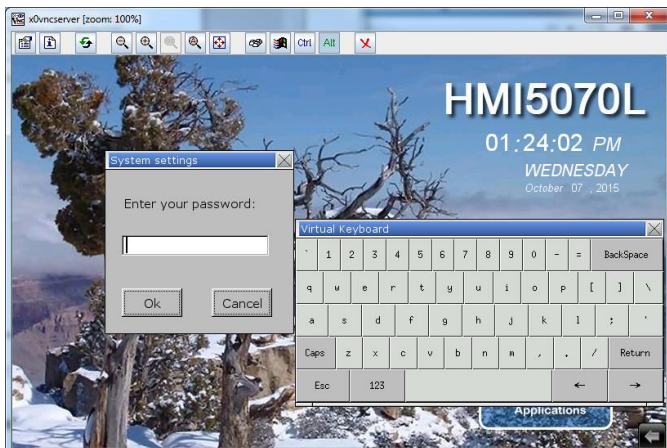 x0vncserver [zoom: 100%]
Ctrl Alt
HMI5070L
01:24:02 PM
WEDNESDAY
October 07 , 2015
System settings
Enter your password:
Ok Cancel
Virtual Keyboard
` 1 2 3 4 5 6 7 8 9 0 - = BackSpace
q w e r t y u i o p [ ] \
a s d f g h j k l ; '
Caps z x c v b n m , . / Return
Esc 123 ← →
Applications